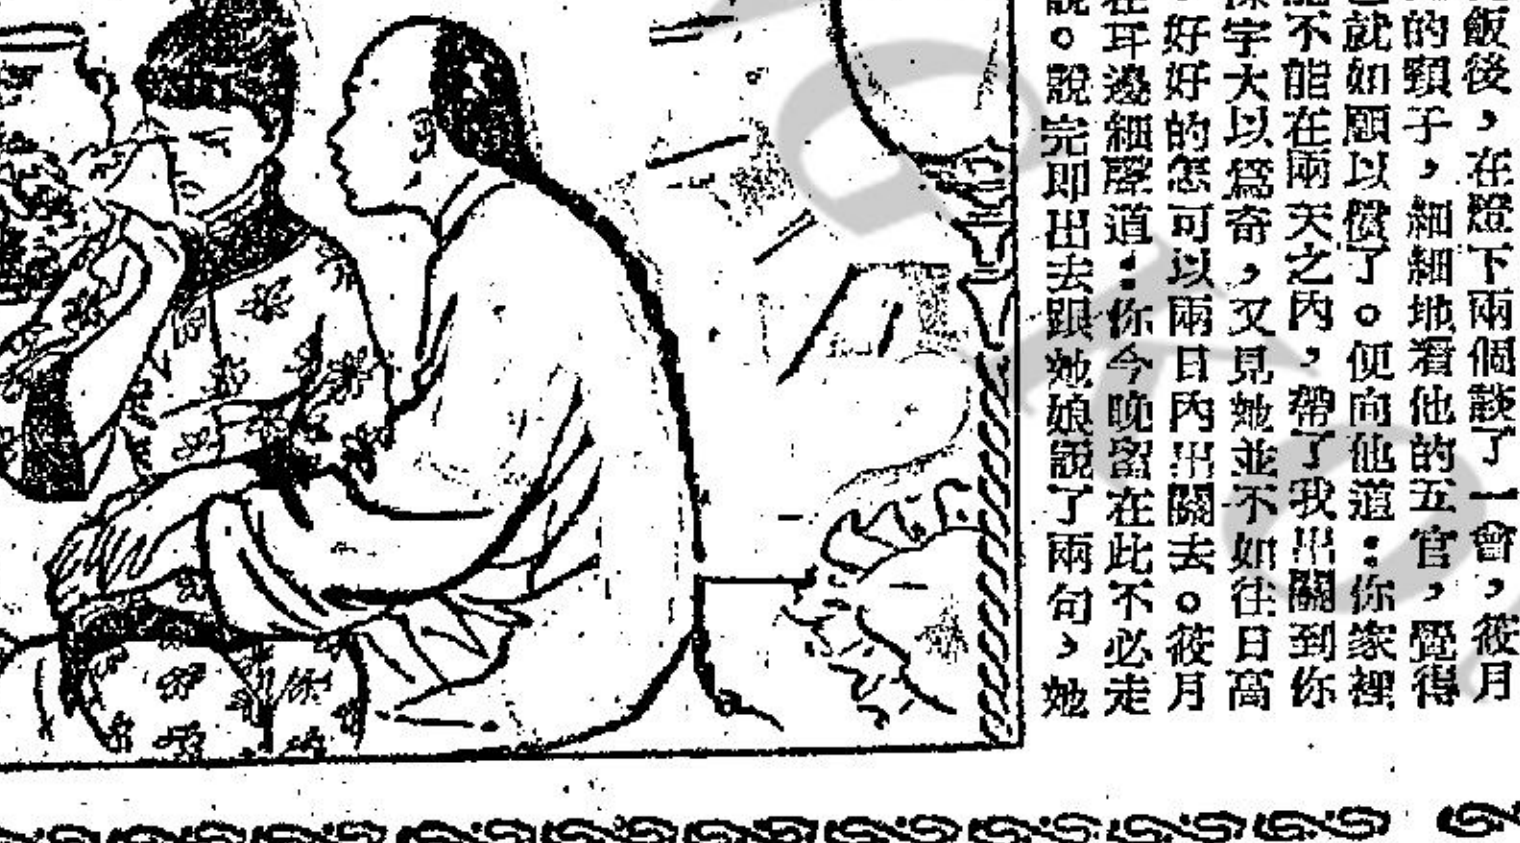 飯後，在燈下兩個談了一會，筱月
的頸子，細細地看他的五官，覺得
就如願以償了。便向他道：你家裡
能不能在兩天之內，帶了我出關到你
宇大以爲奇，又見她並不如往日高
好好的怎可以兩日內出關去。筱月
在耳邊細聲道：你今晚留在此不必走
說。說完即出去跟她娘說了兩句，她